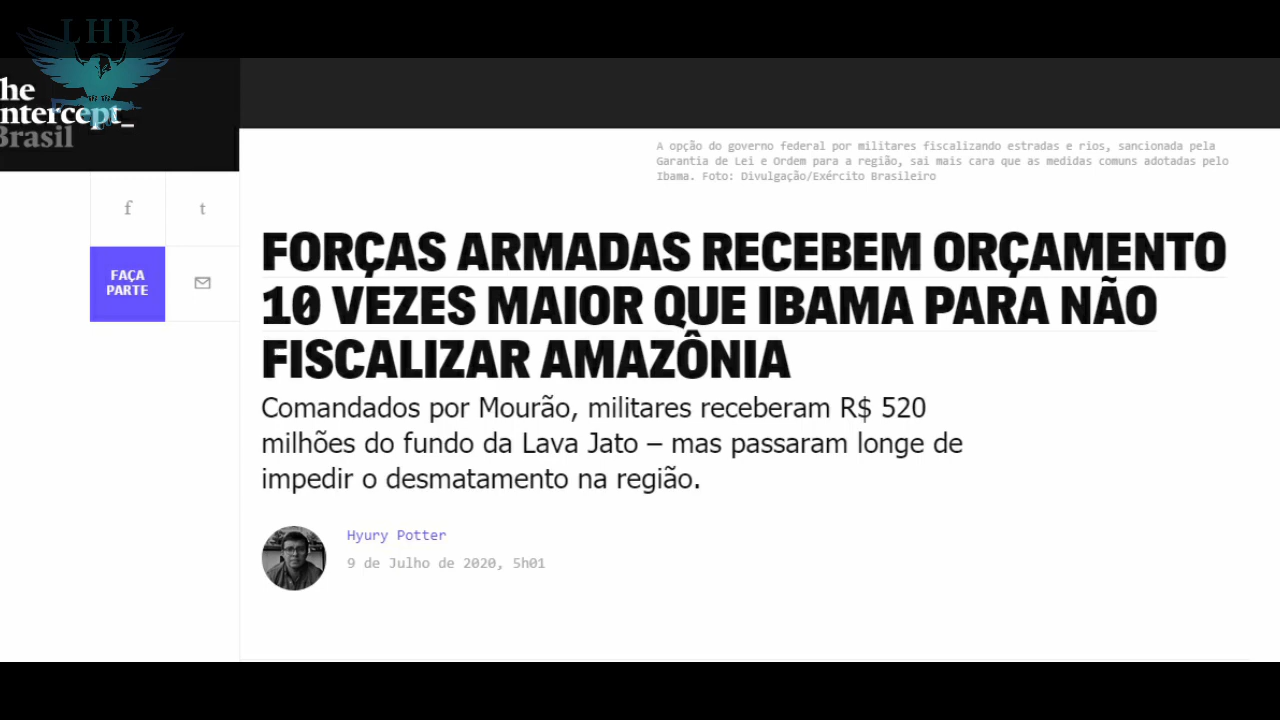 LHB
he
ntercept_
Brasil
A opção do governo federal por militares fiscalizando estradas e rios, sancionada pela
Garantia de Lei e Ordem para a região, sai mais cara que as medidas comuns adotadas pelo
Ibama. Foto: Divulgação/Exército Brasileiro
f
t
FAÇA
PARTE
FORÇAS ARMADAS RECEBEM ORÇAMENTO
10 VEZES MAIOR QUE IBAMA PARA NÃO
FISCALIZAR AMAZÔNIA
Comandados por Mourão, militares receberam R$ 520
milhões do fundo da Lava Jato – mas passaram longe de
impedir o desmatamento na região.
Hyury Potter
9 de Julho de 2020, 5h01